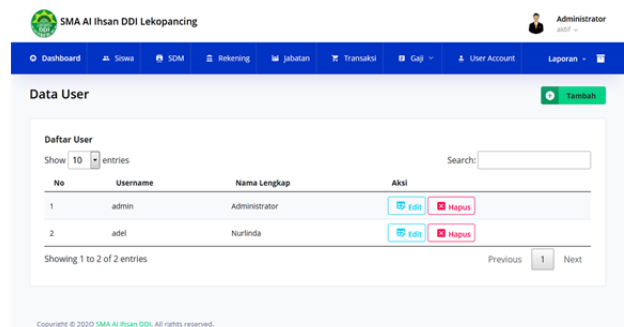 SMA Al Ihsan DDI Lekopancing
Administrator
aktif
Dashboard Siswa SDM Rekening Jabatan Transaksi Gaji User Account Laporan
Data User
Tambah
Daftar User
Show 10 entries Search:
No Username Nama Lengkap Aksi
1 admin Administrator Edit Hapus
2 adel Nurlinda Edit Hapus
Showing 1 to 2 of 2 entries Previous 1 Next
Copyright © 2020 SMA Al Ihsan DDI. All rights reserved.